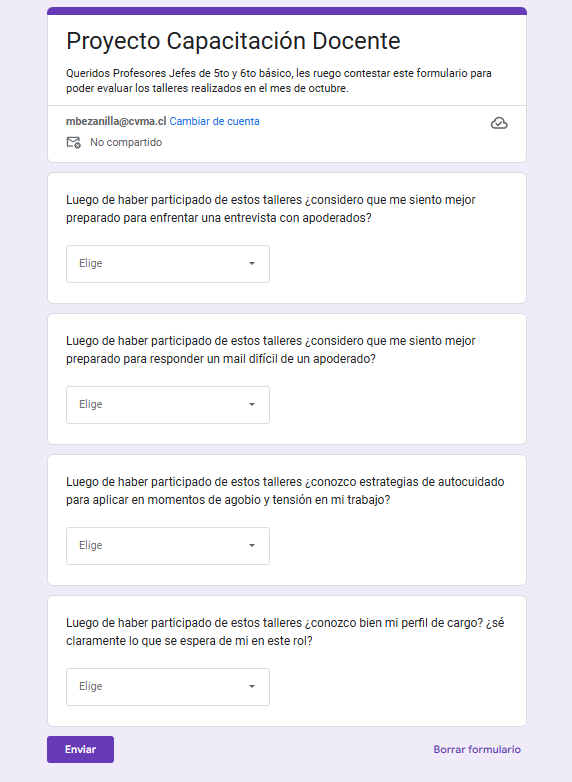 Proyecto Capacitación Docente
Queridos Profesores Jefes de 5to y 6to básico, les ruego contestar este formulario para
poder evaluar los talleres realizados en el mes de octubre.
mbezanilla@cvma.cl Cambiar de cuenta
No compartido
Luego de haber participado de estos talleres ¿considero que me siento mejor
preparado para enfrentar una entrevista con apoderados?
Elige
Luego de haber participado de estos talleres ¿considero que me siento mejor
preparado para responder un mail difícil de un apoderado?
Elige
Luego de haber participado de estos talleres ¿conozco estrategias de autocuidado
para aplicar en momentos de agobio y tensión en mi trabajo?
Elige
Luego de haber participado de estos talleres ¿conozco bien mi perfil de cargo? ¿sé
claramente lo que se espera de mi en este rol?
Elige
Enviar
Borrar formulario